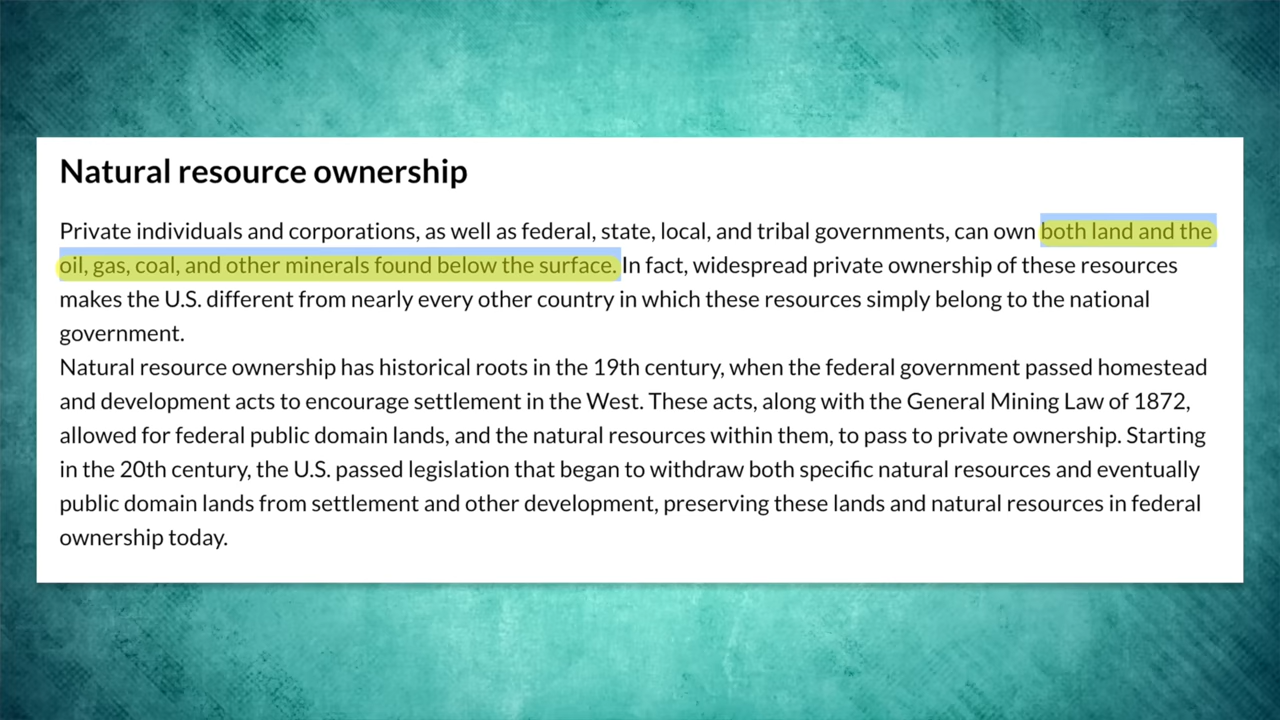 Natural resource ownership
Private individuals and corporations, as well as federal, state, local, and tribal governments, can own both land and the
oil, gas, coal, and other minerals found below the surface. In fact, widespread private ownership of these resources
makes the U.S. different from nearly every other country in which these resources simply belong to the national
government.
Natural resource ownership has historical roots in the 19th century, when the federal government passed homestead
and development acts to encourage settlement in the West. These acts, along with the General Mining Law of 1872,
allowed for federal public domain lands, and the natural resources within them, to pass to private ownership. Starting
in the 20th century, the U.S. passed legislation that began to withdraw both specific natural resources and eventually
public domain lands from settlement and other development, preserving these lands and natural resources in federal
ownership today.